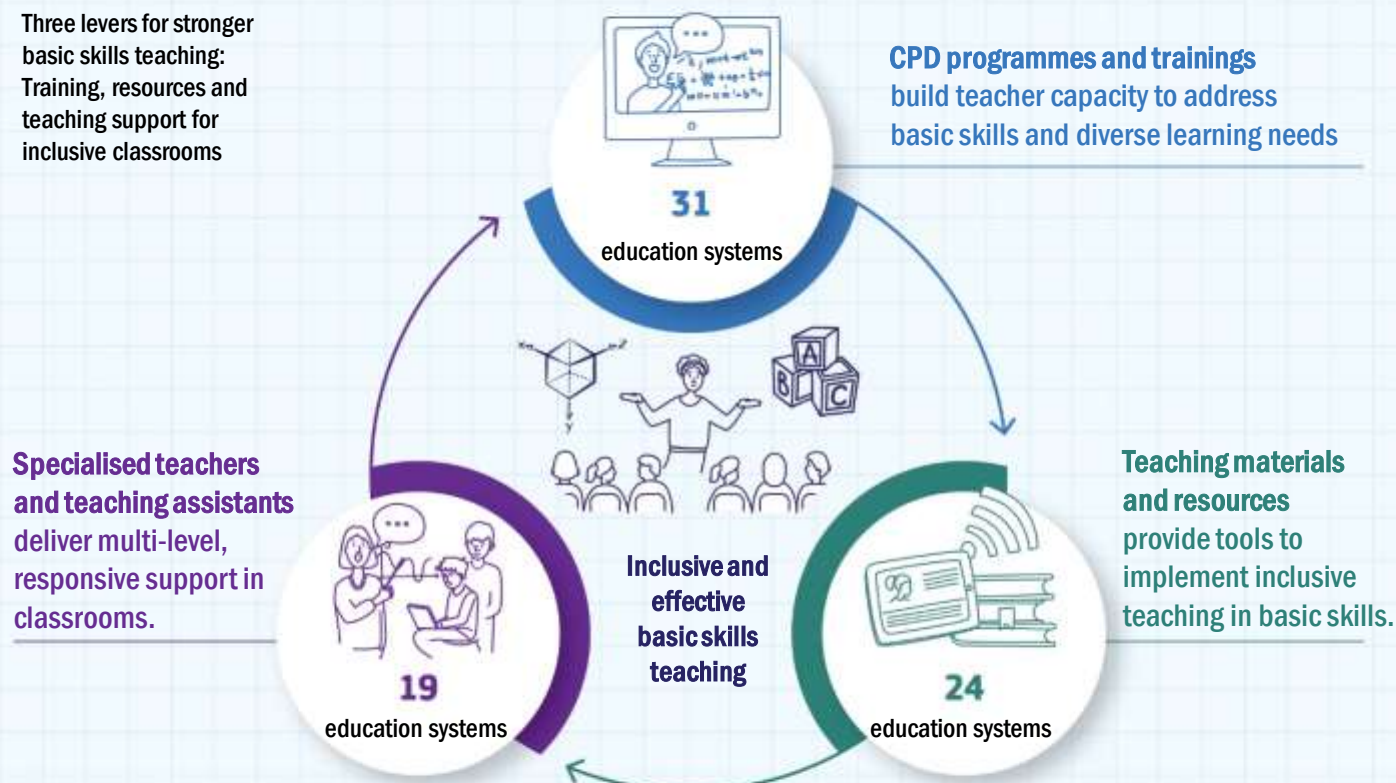 Three levers for stronger
basic skills teaching:
Training, resources and
teaching support for
inclusive classrooms
CPD programmes and trainings
build teacher capacity to address
basic skills and diverse learning needs
31
education systems
A
B
C
Specialised teachers
and teaching assistants
deliver multi-level,
responsive support in
classrooms.
Teaching materials
and resources
provide tools to
implement inclusive
teaching in basic skills.
Inclusive and
effective
basic skills
teaching
19
education systems
24
education systems